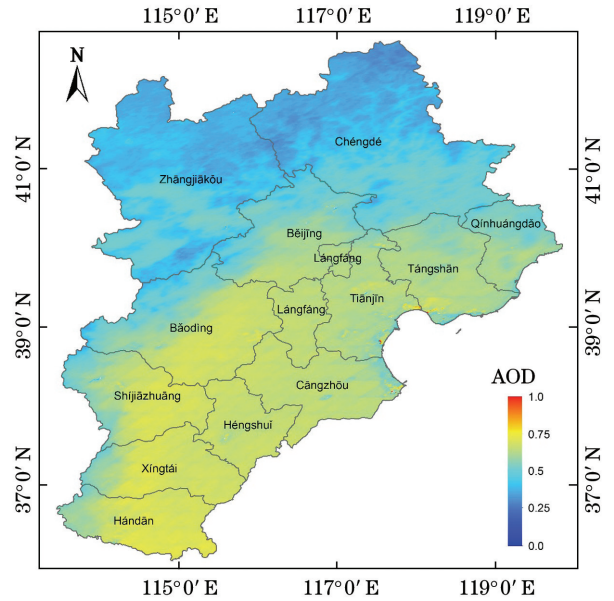 115°0′ E 117°0′ E 119°0′ E
N
41°0′ N 41°0′ N
39°0′ N 39°0′ N
37°0′ N 37°0′ N
Chéngdé
Zhāngjiākǒu
Qínhuángdǎo
Běijīng
Lángfáng
Tángshān
Tiānjīn
Lángfáng
Bǎodìng
Cāngzhōu
Shíjiāzhuāng
Héngshuǐ
Xíngtái
Hándān
AOD
1.0
0.75
0.5
0.25
0.0
115°0′ E 117°0′ E 119°0′ E